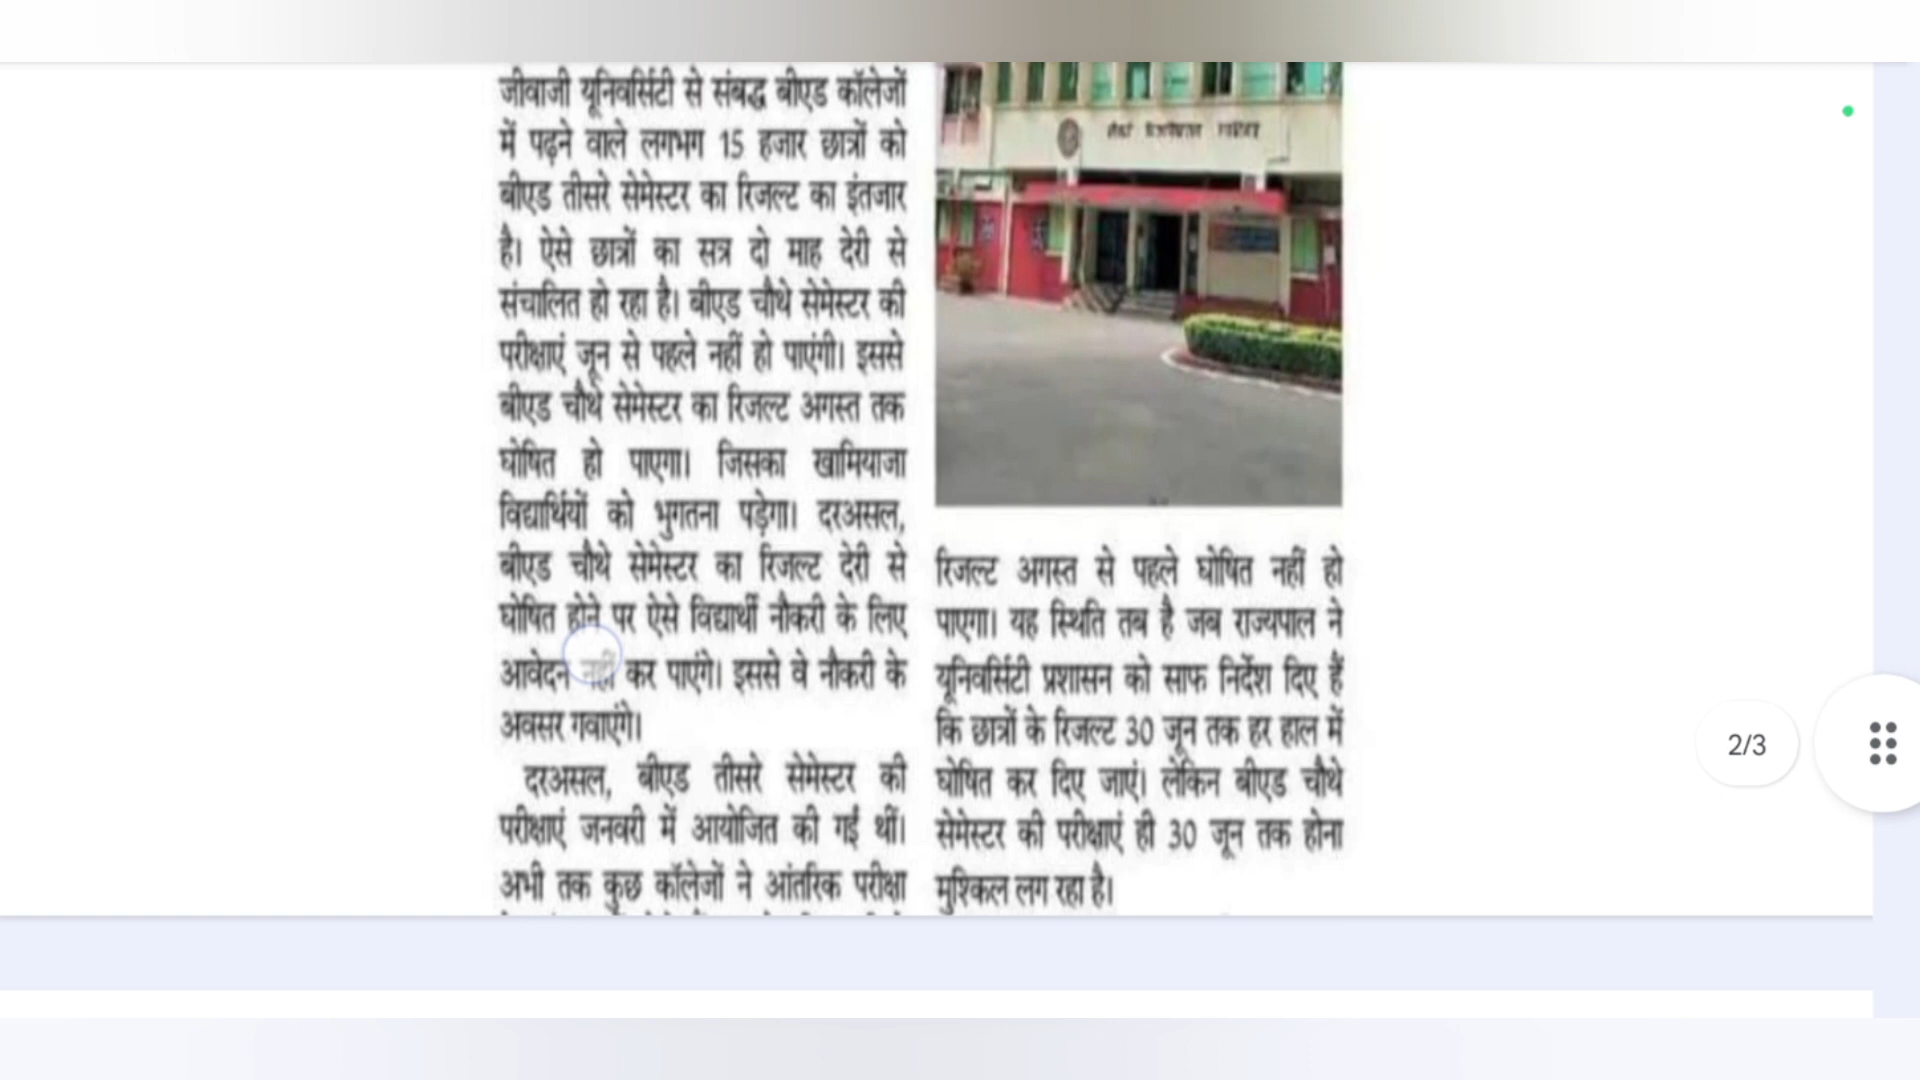 जीवाजी यूनिवर्सिटी से संबद्ध बीएड कॉलेजों
में पढ़ने वाले लगभग 15 हजार छात्रों को
बीएड तीसरे सेमेस्टर का रिजल्ट का इंतजार
है। ऐसे छात्रों का सत्र दो माह देरी से
संचालित हो रहा है। बीएड चौथे सेमेस्टर की
परीक्षाएं जून से पहले नहीं हो पाएंगी। इससे
बीएड चौथे सेमेस्टर का रिजल्ट अगस्त तक
घोषित हो पाएगा। जिसका खामियाजा
विद्यार्थियों को भुगतना पड़ेगा। दरअसल,
बीएड चौथे सेमेस्टर का रिजल्ट देरी से
घोषित होने पर ऐसे विद्यार्थी नौकरी के लिए
आवेदन नहीं कर पाएंगे। इससे वे नौकरी के
अवसर गवाएंगे।
दरअसल, बीएड तीसरे सेमेस्टर की
परीक्षाएं जनवरी में आयोजित की गईं थीं।
अभी तक कुछ कॉलेजों ने आंतरिक परीक्षा
रिजल्ट अगस्त से पहले घोषित नहीं हो
पाएगा। यह स्थिति तब है जब राज्यपाल ने
यूनिवर्सिटी प्रशासन को साफ निर्देश दिए हैं
कि छात्रों के रिजल्ट 30 जून तक हर हाल में
घोषित कर दिए जाएं। लेकिन बीएड चौथे
सेमेस्टर की परीक्षाएं ही 30 जून तक होना
मुश्किल लग रहा है।
2/3